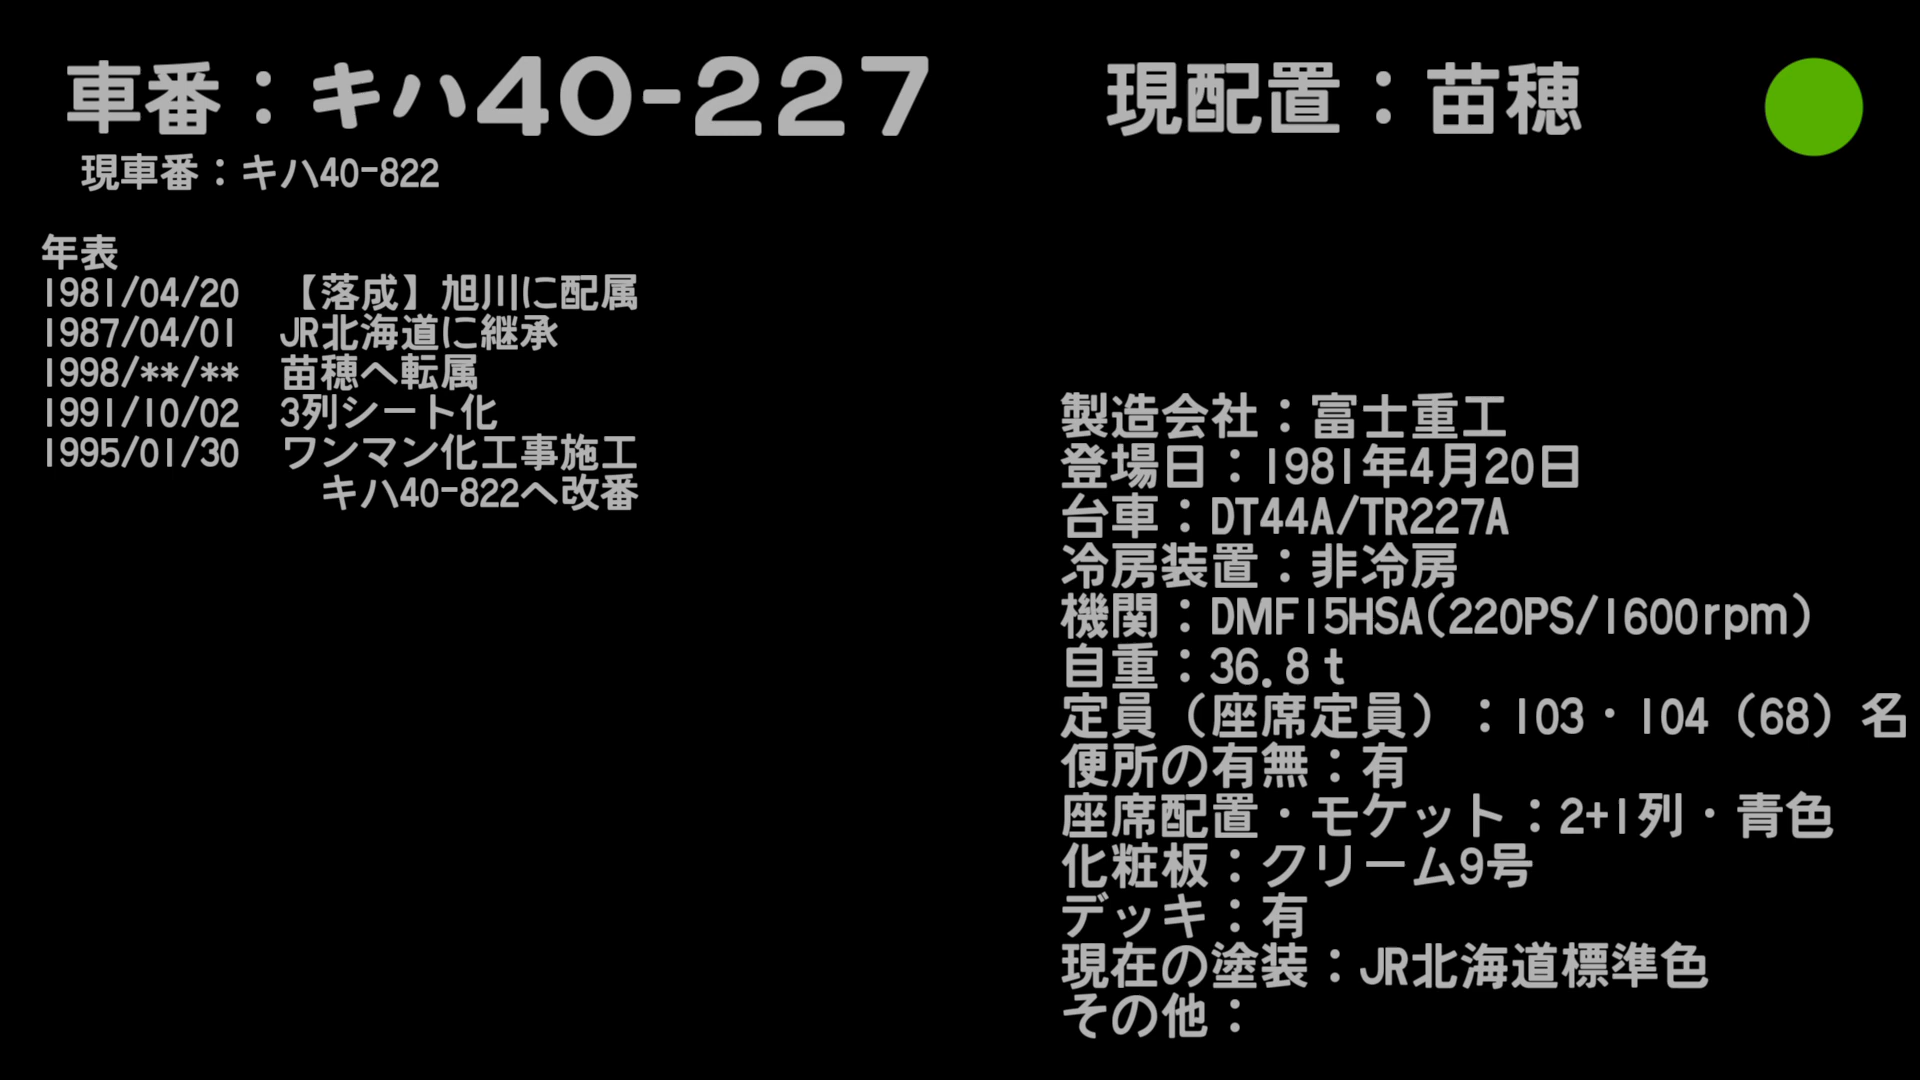 車番：キハ40-227
現車番：キハ40-822
年表
1981/04/20　【落成】旭川に配属
1987/04/01　JR北海道に継承
1998/**/**　苗穂へ転属
1991/10/02　3列シート化
1995/01/30　ワンマン化工事施工
キハ40-822へ改番
現配置：苗穂
製造会社：富士重工
登場日：1981年4月20日
台車：DT44A/TR227A
冷房装置：非冷房
機関：DMF15HSA(220PS/1600rpm)
自重：36.8ｔ
定員（座席定員）：103・104（68）名
便所の有無：有
座席配置・モケット：2+1列・青色
化粧板：クリーム9号
デッキ：有
現在の塗装：JR北海道標準色
その他：